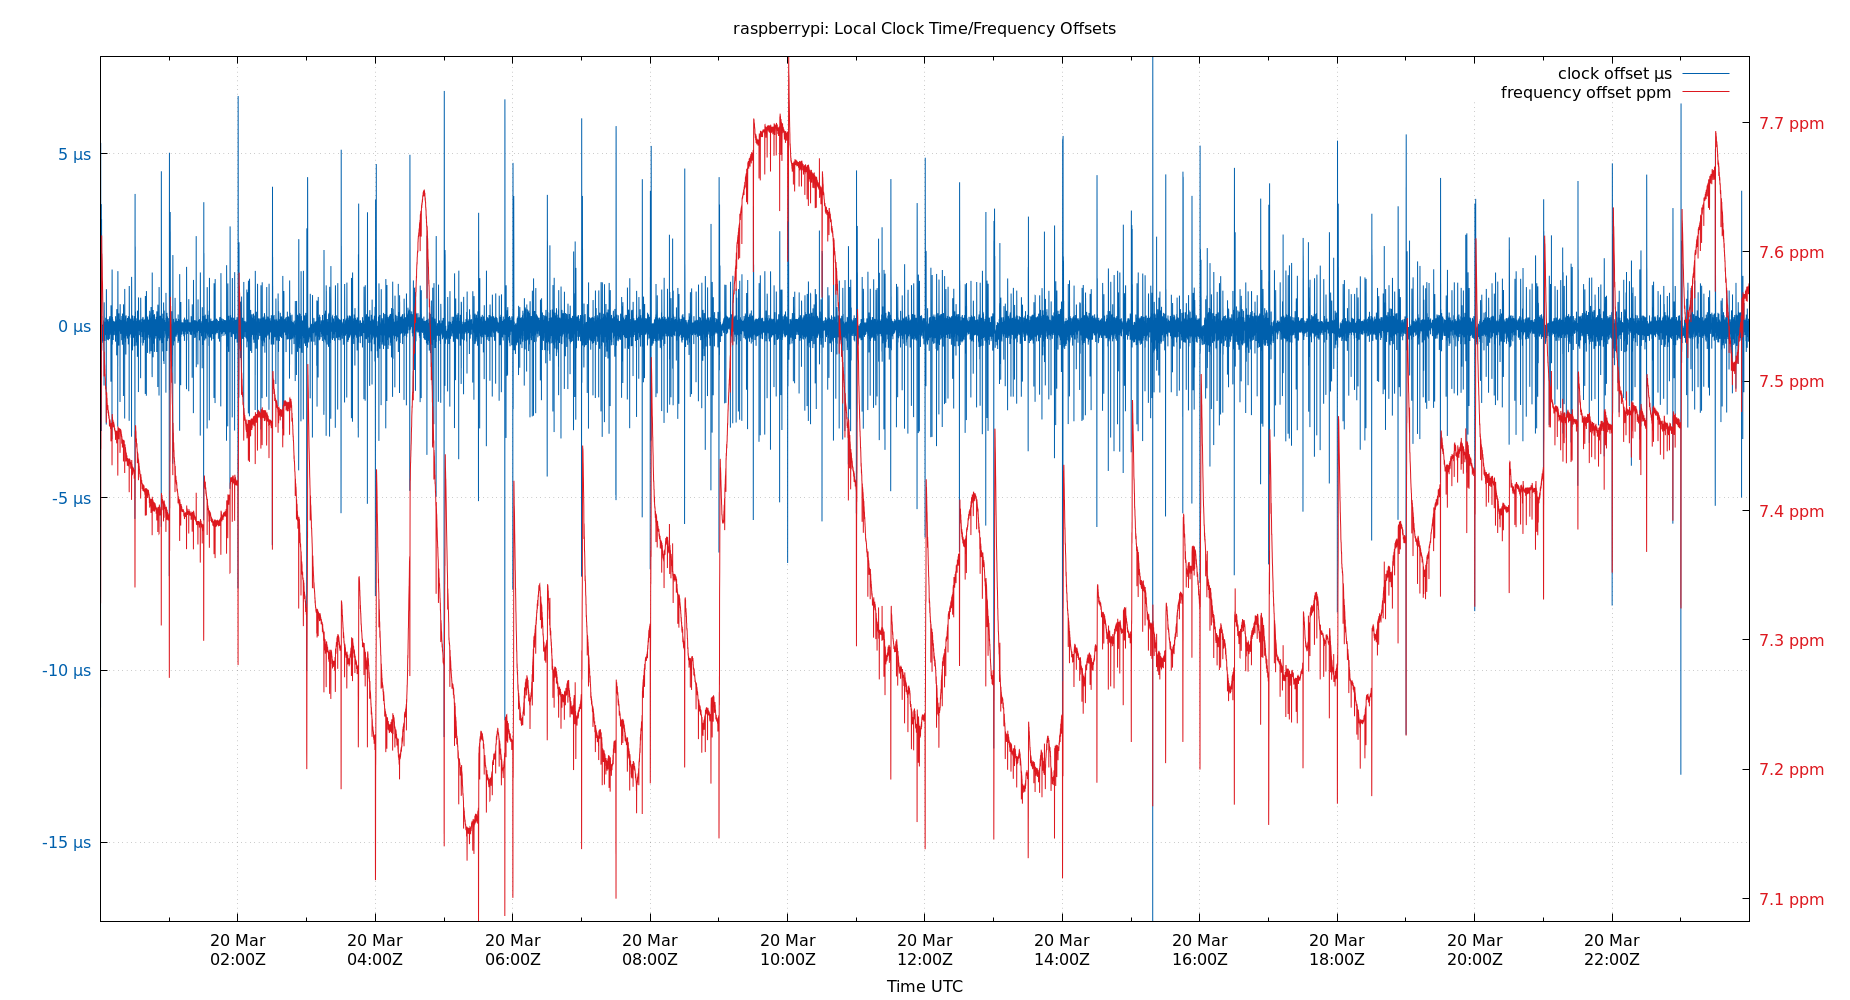 raspberrypi: Local Clock Time/Frequency Offsets
clock offset µs
frequency offset ppm
5 µs
0 µs
-5 µs
-10 µs
-15 µs
7.7 ppm
7.6 ppm
7.5 ppm
7.4 ppm
7.3 ppm
7.2 ppm
7.1 ppm
20 Mar 20 Mar 20 Mar 20 Mar 20 Mar 20 Mar 20 Mar 20 Mar 20 Mar 20 Mar 20 Mar
02:00Z 04:00Z 06:00Z 08:00Z 10:00Z 12:00Z 14:00Z 16:00Z 18:00Z 20:00Z 22:00Z
Time UTC